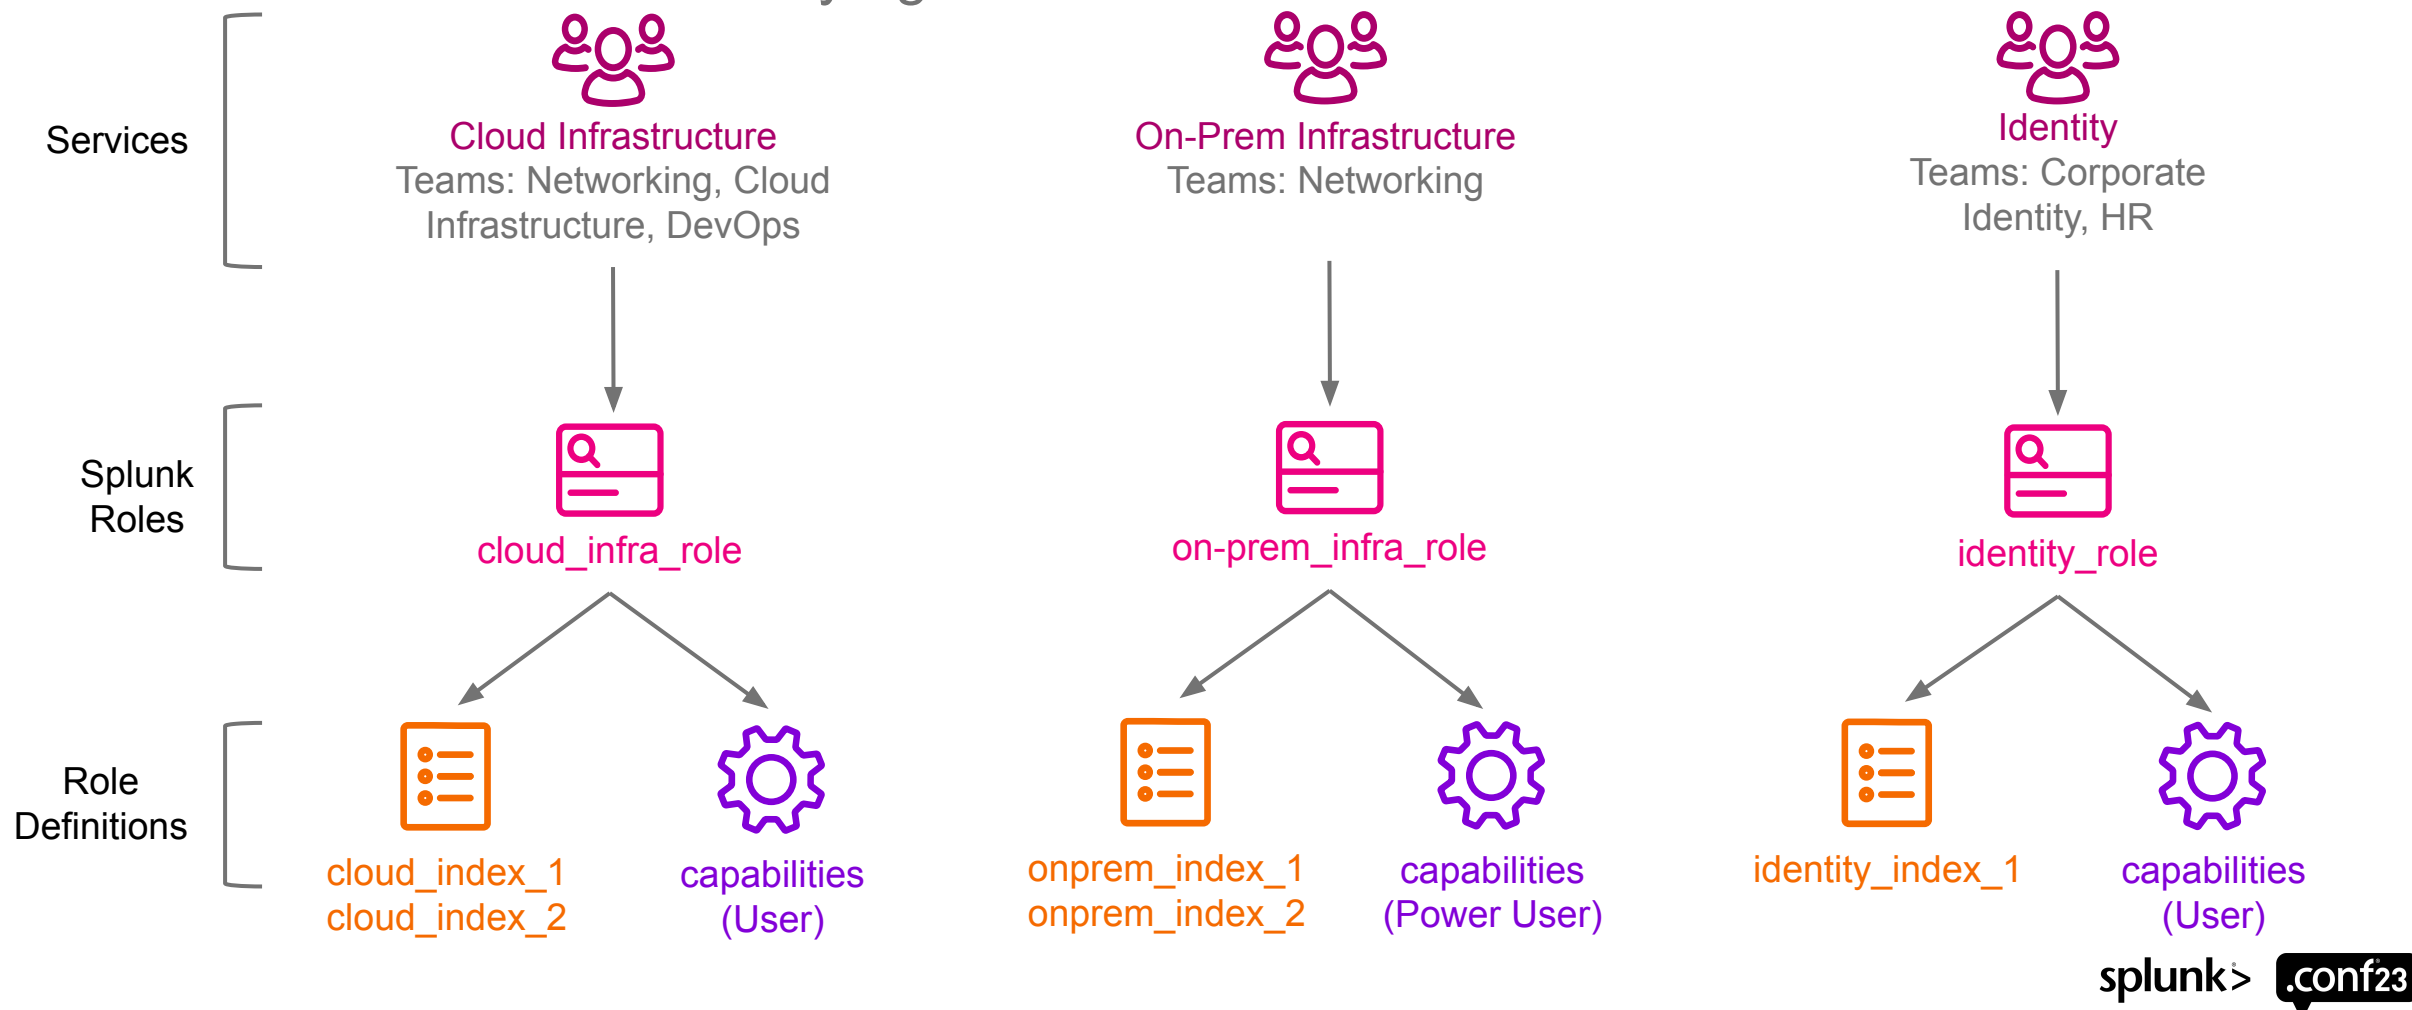 Services
Cloud Infrastructure
Teams: Networking, Cloud
Infrastructure, DevOps
On-Prem Infrastructure
Teams: Networking
Identity
Teams: Corporate
Identity, HR
Splunk
Roles
cloud_infra_role
on-prem_infra_role
identity_role
Role
Definitions
cloud_index_1
cloud_index_2
capabilities
(User)
onprem_index_1
onprem_index_2
capabilities
(Power User)
identity_index_1
capabilities
(User)
splunk>
.conf23